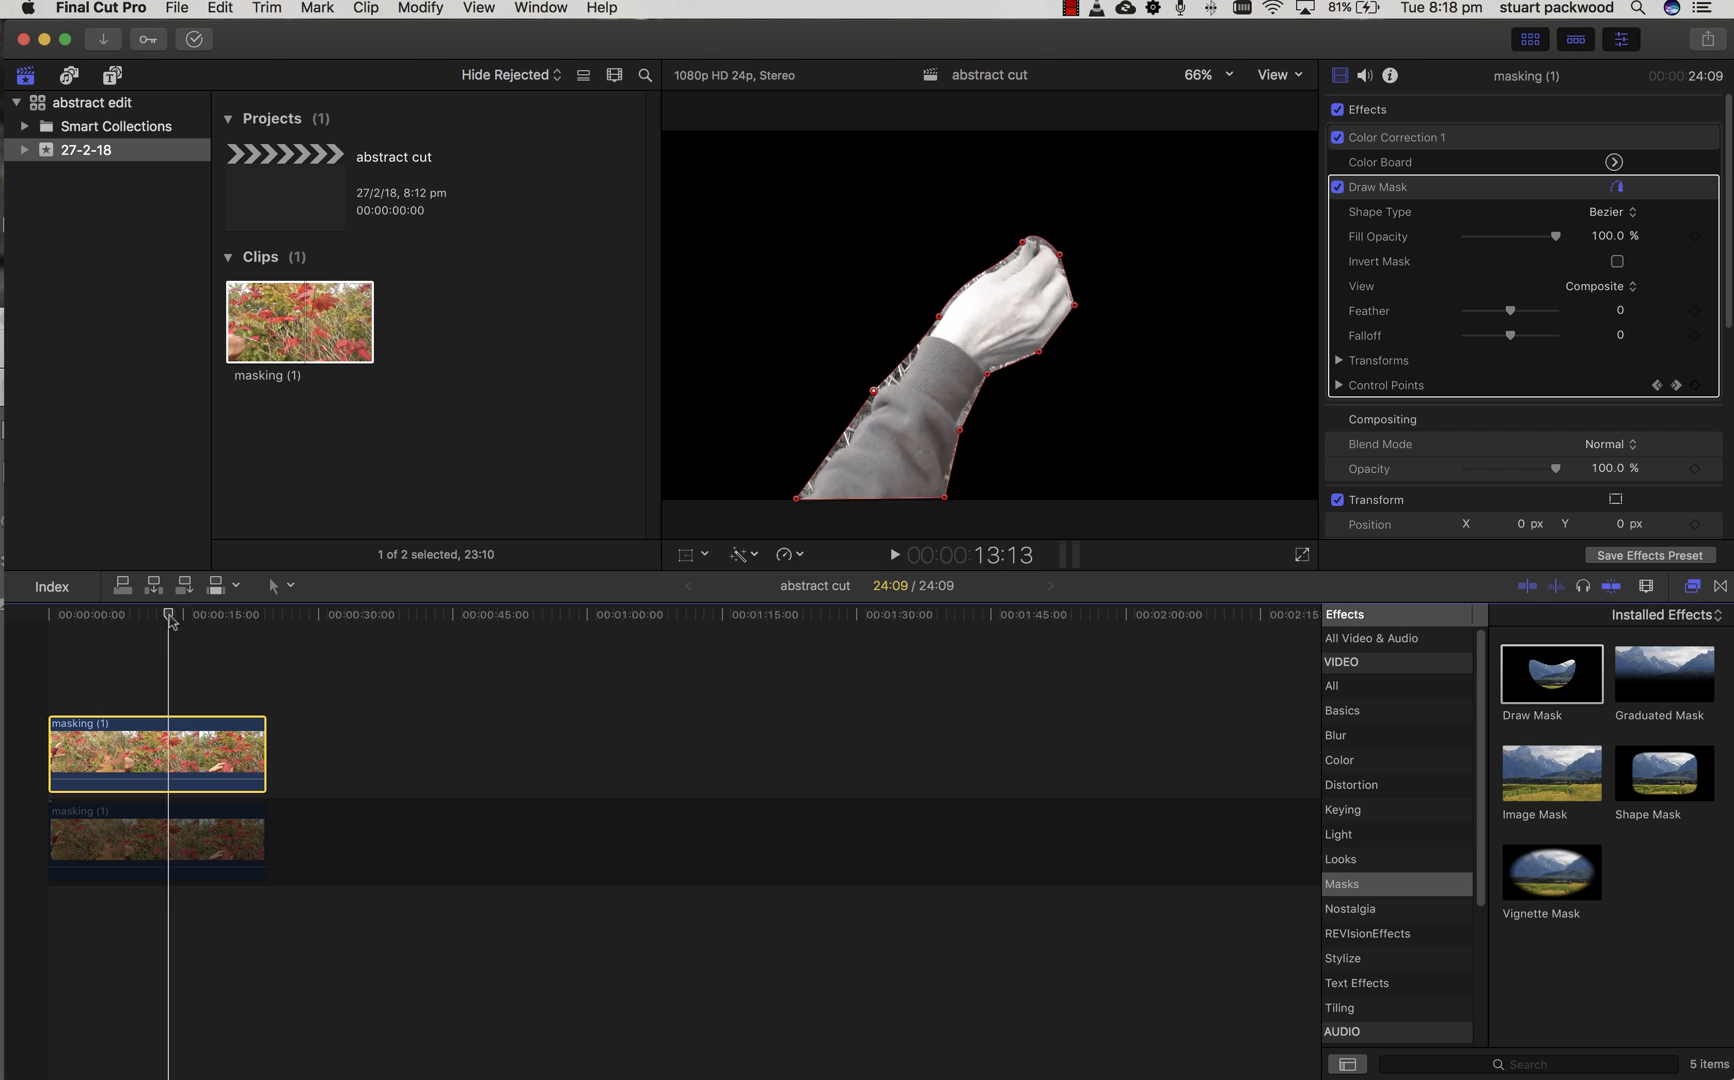 Final Cut Pro File Edit Trim Mark Clip Modify View Window Help 81% Tue 8:18 pm stuart packwood
Hide Rejected 1080p HD 24p, Stereo abstract cut 66% View masking (1) 00:00:24:09
abstract edit
Smart Collections
27-2-18
Projects (1)
abstract cut
27/2/18, 8:12 pm
00:00:00:00
Clips (1)
masking (1)
1 of 2 selected, 23:10
00:00:13:13
Effects
Color Correction 1
Color Board
Draw Mask
Shape Type Bezier
Fill Opacity 100.0 %
Invert Mask
View Composite
Feather 0
Falloff 0
Transforms
Control Points
Compositing
Blend Mode Normal
Opacity 100.0 %
Transform
Position X 0 px Y 0 px
Save Effects Preset
Index abstract cut 24:09 / 24:09
00:00:00:00 00:00:15:00 00:00:30:00 00:00:45:00 00:01:00:00 00:01:15:00 00:01:30:00 00:01:45:00 00:02:00:00 00:02:15
masking (1)
masking (1)
Effects Installed Effects
All Video & Audio
VIDEO
All
Basics
Blur
Color
Distortion
Keying
Light
Looks
Masks
Nostalgia
REVisionEffects
Stylize
Text Effects
Tiling
AUDIO
Draw Mask Graduated Mask
Image Mask Shape Mask
Vignette Mask
Search 5 items